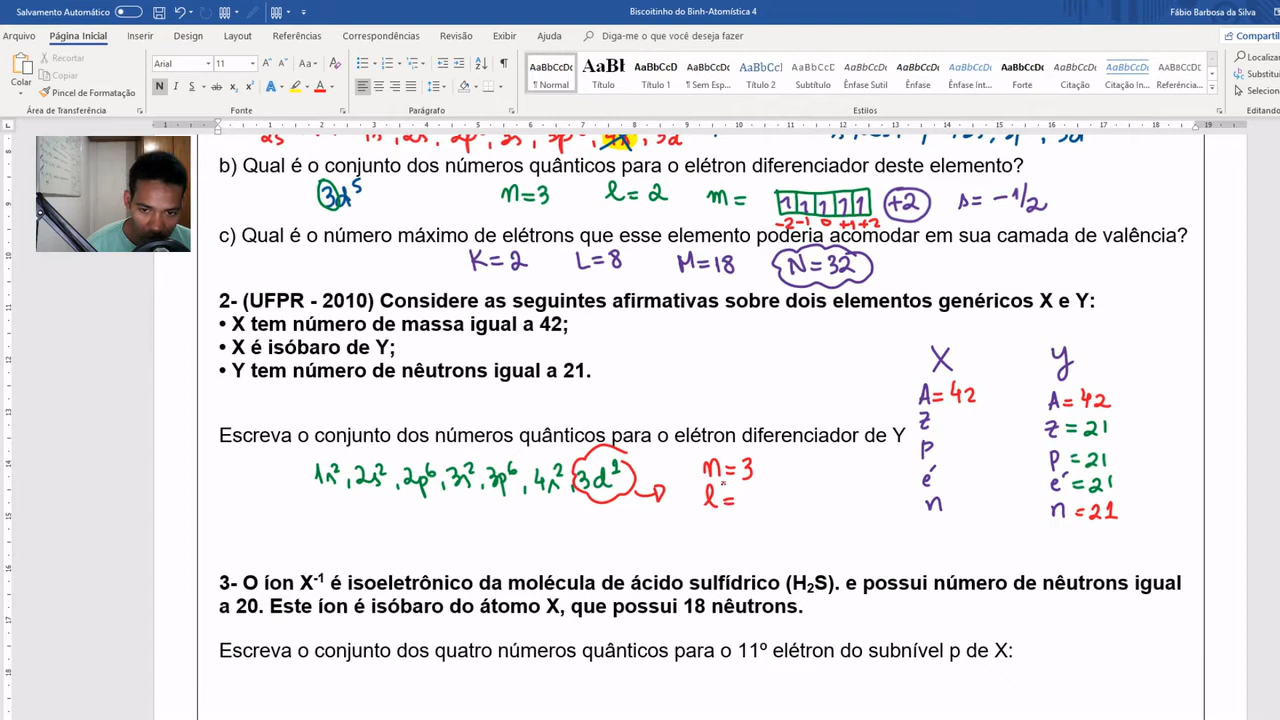 Salvamento Automático
Biscoitinho do Binh-Atomística 4
Fábio Barbosa da Silva
Arquivo Página Inicial Inserir Design Layout Referências Correspondências Revisão Exibir Ajuda Diga-me o que você deseja fazer Compartil
Colar Recortar Copiar Pincel de Formatação
Arial 11
N I S
AaBbCcDc AaBbC AaBbCcD AaBbCcDc AaBbCcI AaBbCcD AaBbCcDc AaBbCcDc AaBbCcDc AaBbCcDc AaBbCcDc AaBbCcDc
¶ Normal Título Título 1 ¶ Sem Esp... Título 2 Subtítulo Ênfase Sutil Ênfase Ênfase Int... Forte Citação Citação In...
Localiza
Substitu
Selecion
Área de Transferência Fonte Parágrafo Estilos Editando
b) Qual é o conjunto dos números quânticos para o elétron diferenciador deste elemento?
3d⁵ n=3 l=2 m= +2 s=-1/2
-2 -1 0 +1 +2
c) Qual é o número máximo de elétrons que esse elemento poderia acomodar em sua camada de valência?
K=2 L=8 M=18 N=32
2- (UFPR - 2010) Considere as seguintes afirmativas sobre dois elementos genéricos X e Y:
• X tem número de massa igual a 42;
• X é isóbaro de Y;
• Y tem número de nêutrons igual a 21.
X Y
A=42 A=42
Z Z=21
Escreva o conjunto dos números quânticos para o elétron diferenciador de Y
p p=21
é é=21
n n=21
1s², 2s², 2p⁶, 3s², 3p⁶, 4s², 3d¹ n=3
l=
3- O íon X⁻¹ é isoeletrônico da molécula de ácido sulfídrico (H₂S). e possui número de nêutrons igual
a 20. Este íon é isóbaro do átomo X, que possui 18 nêutrons.
Escreva o conjunto dos quatro números quânticos para o 11º elétron do subnível p de X: